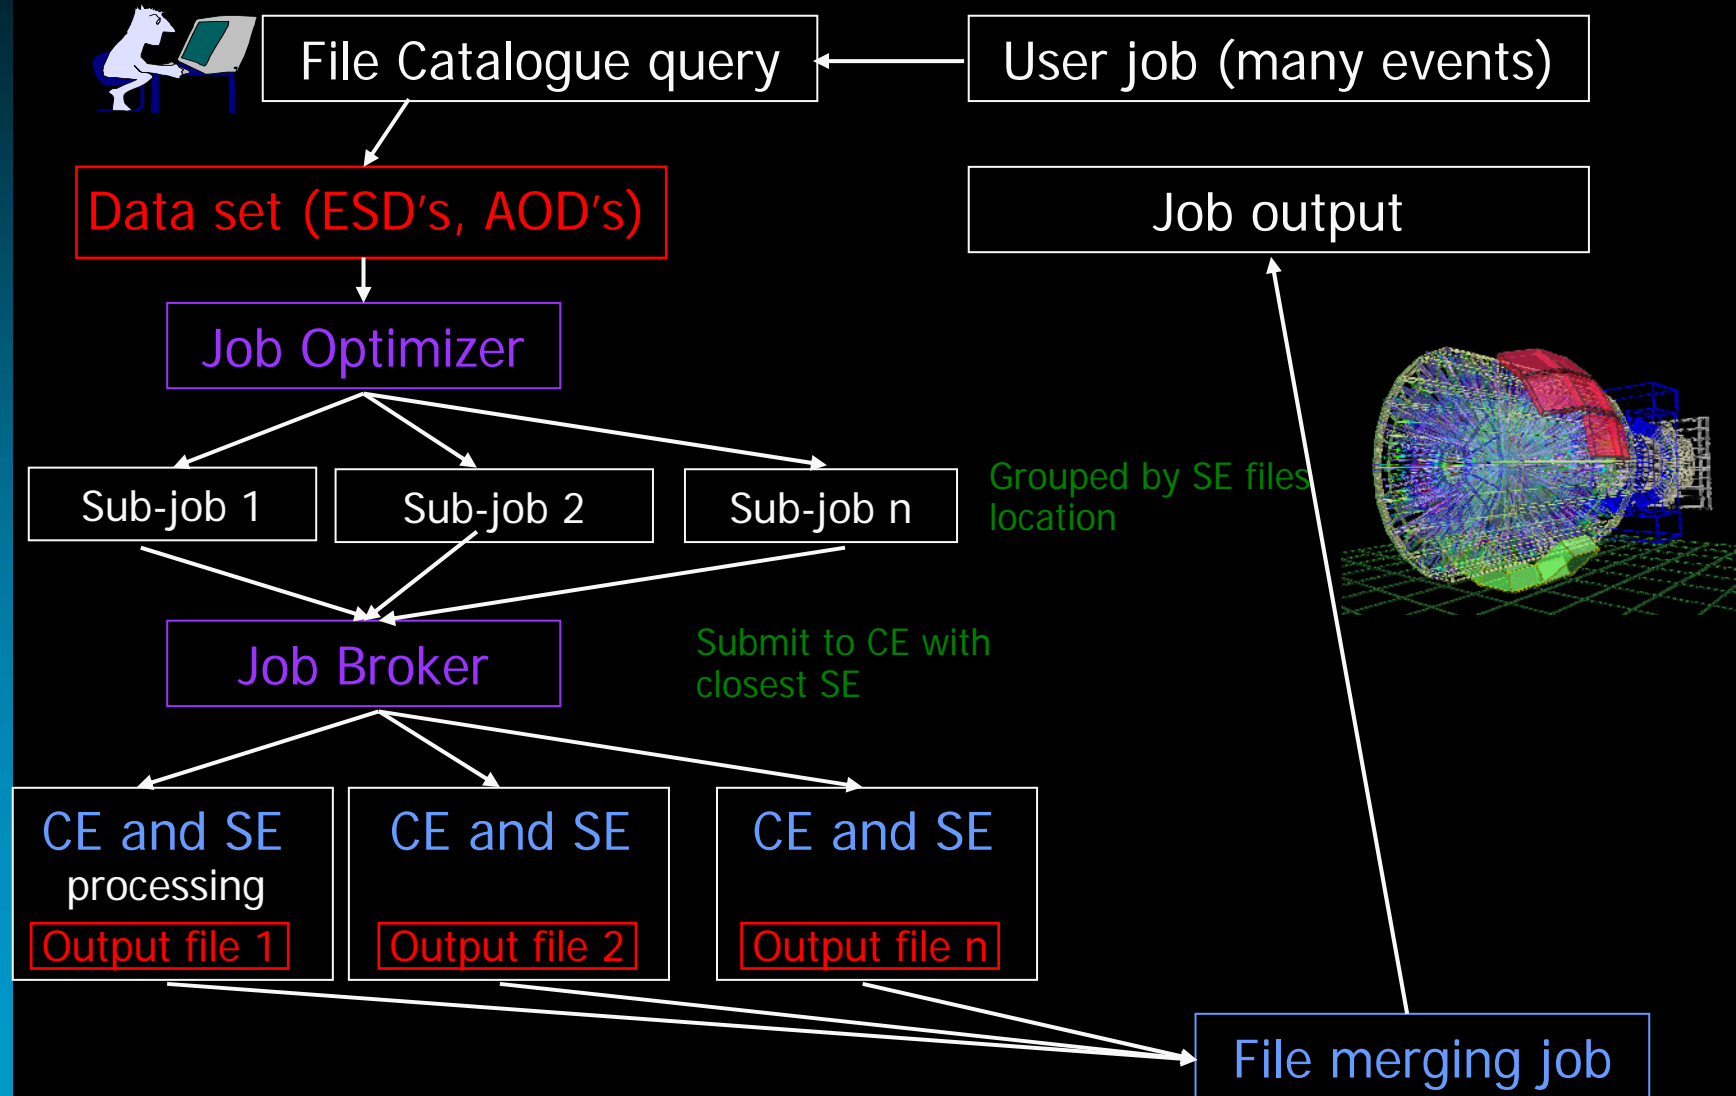 File Catalogue query
User job (many events)
Data set (ESD's, AOD's)
Job output
Job Optimizer
Sub-job 1
Sub-job 2
Sub-job n
Grouped by SE files
location
Job Broker
Submit to CE with
closest SE
CE and SE
processing
Output file 1
CE and SE
Output file 2
CE and SE
Output file n
File merging job